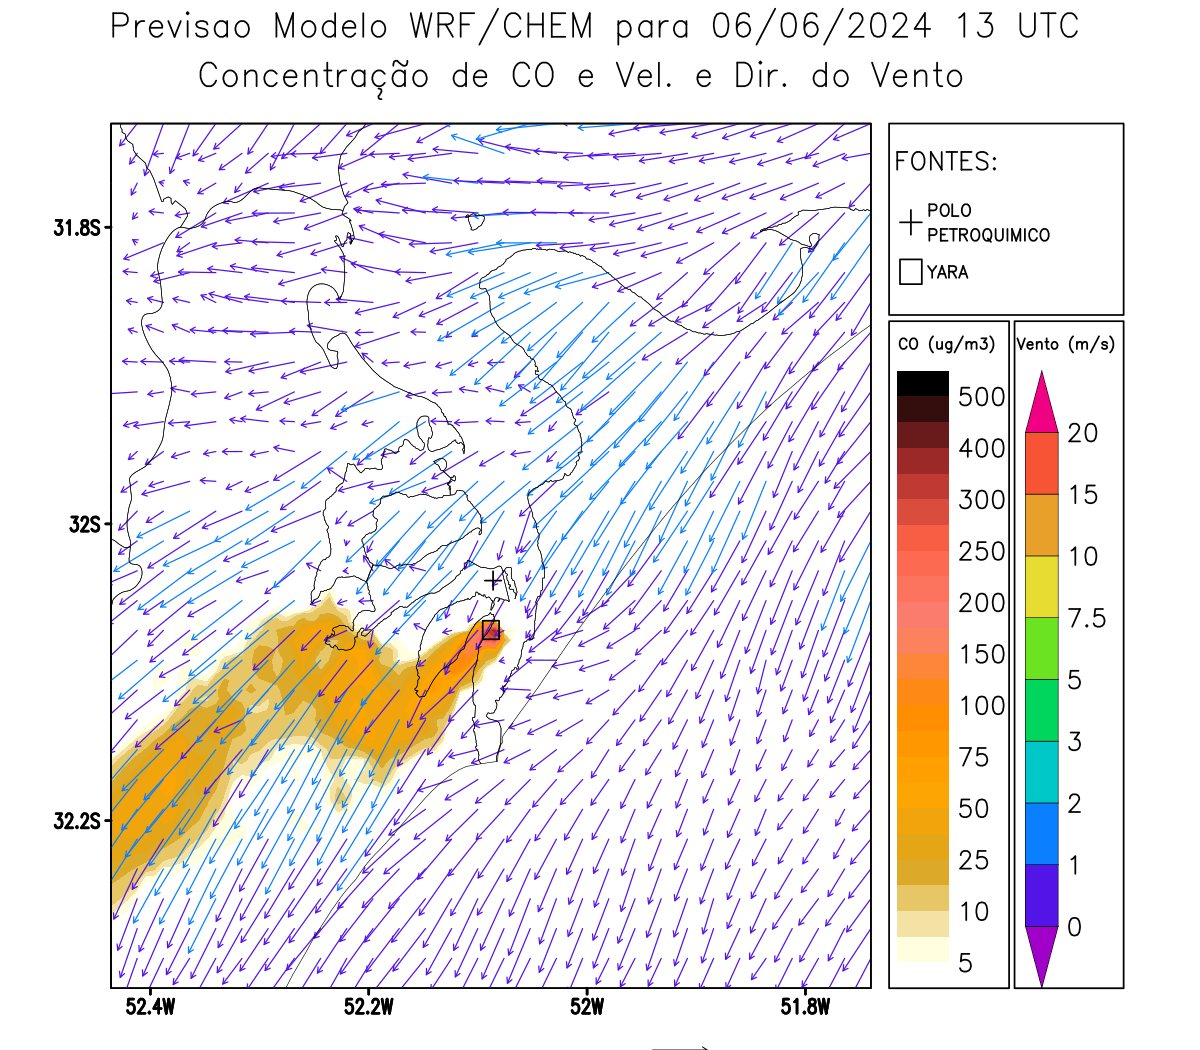 Previsao Modelo WRF/CHEM para 06/06/2024 13 UTC
Concentração de CO e Vel. e Dir. do Vento
FONTES:
POLO
PETROQUIMICO
YARA
CO (ug/m3)
500
400
300
250
200
150
100
75
50
25
10
5
Vento (m/s)
20
15
10
7.5
5
3
2
1
0
31.8S
32S
32.2S
52.4W
52.2W
52W
51.8W